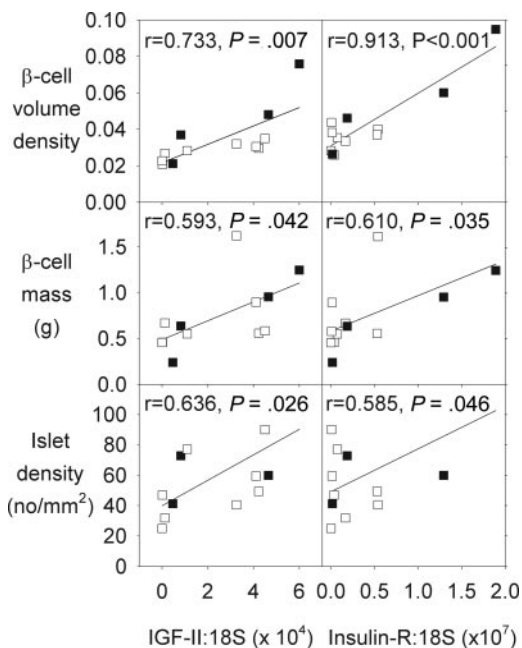 r=0.733, P = .007
r=0.913, P<0.001
β-cell
volume
density
0.10
0.08
0.06
0.04
0.02
0.00
r=0.593, P = .042
r=0.610, P = .035
β-cell
mass
(g)
1.5
1.0
0.5
0.0
r=0.636, P = .026
r=0.585, P = .046
Islet
density
(no/mm²)
100
80
60
40
20
0
0 2 4 6
0.0 0.5 1.0 1.5 2.0
IGF-II:18S (x 10⁴)
Insulin-R:18S (x10⁷)